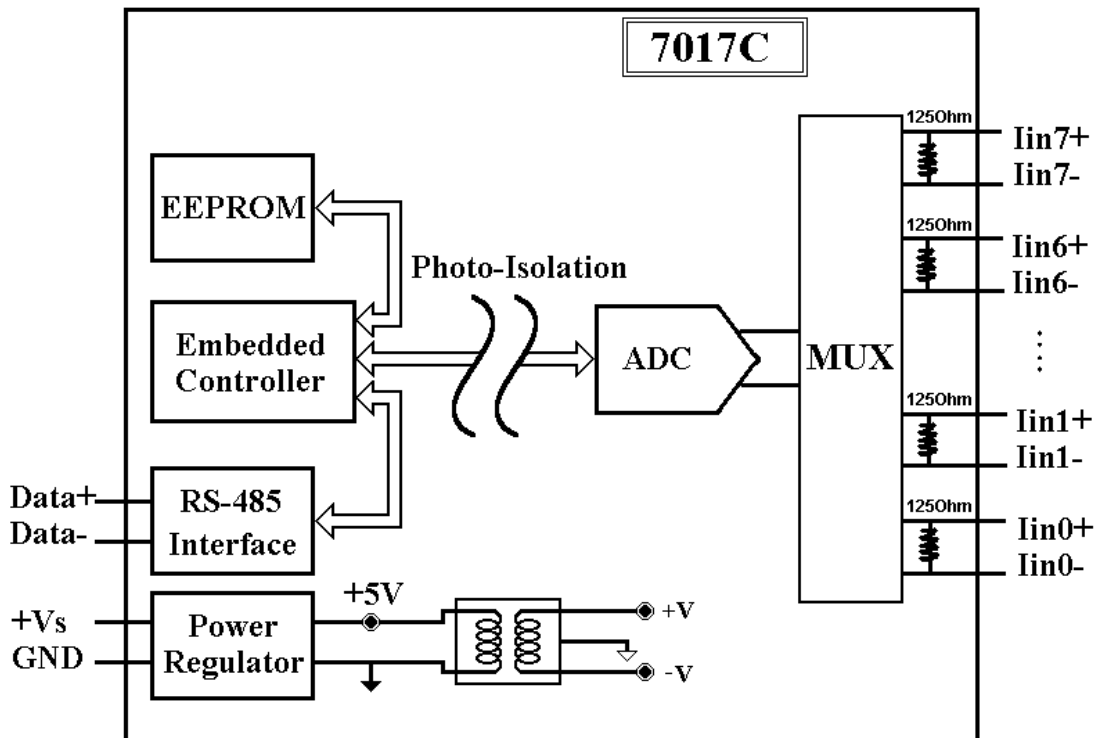 7017C
125Ohm
Iin7+
Iin7-
EEPROM
125Ohm
Iin6+
Iin6-
Photo-Isolation
Embedded
Controller
ADC
MUX
....
125Ohm
Iin1+
Iin1-
Data+
Data-
RS-485
Interface
125Ohm
Iin0+
Iin0-
+Vs
GND
Power
Regulator
+5V
+V
-V